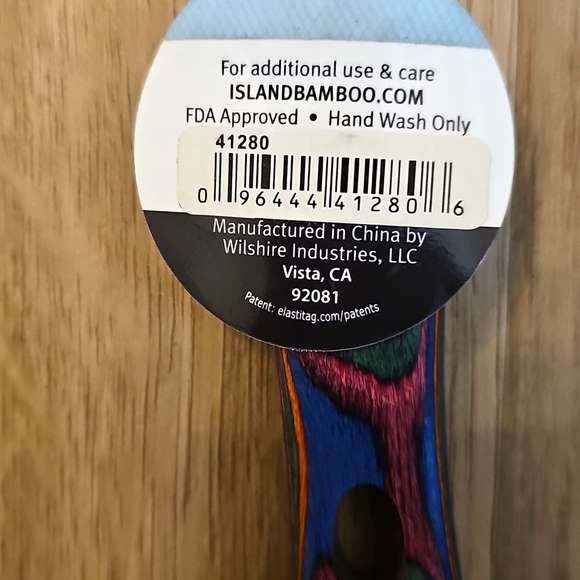 For additional use & care
ISLANDBAMBOO.COM
FDA Approved • Hand Wash Only
41280
0 96444 41280 6
Manufactured in China by
Wilshire Industries, LLC
Vista, CA
92081
Patent: elastitag.com/patents